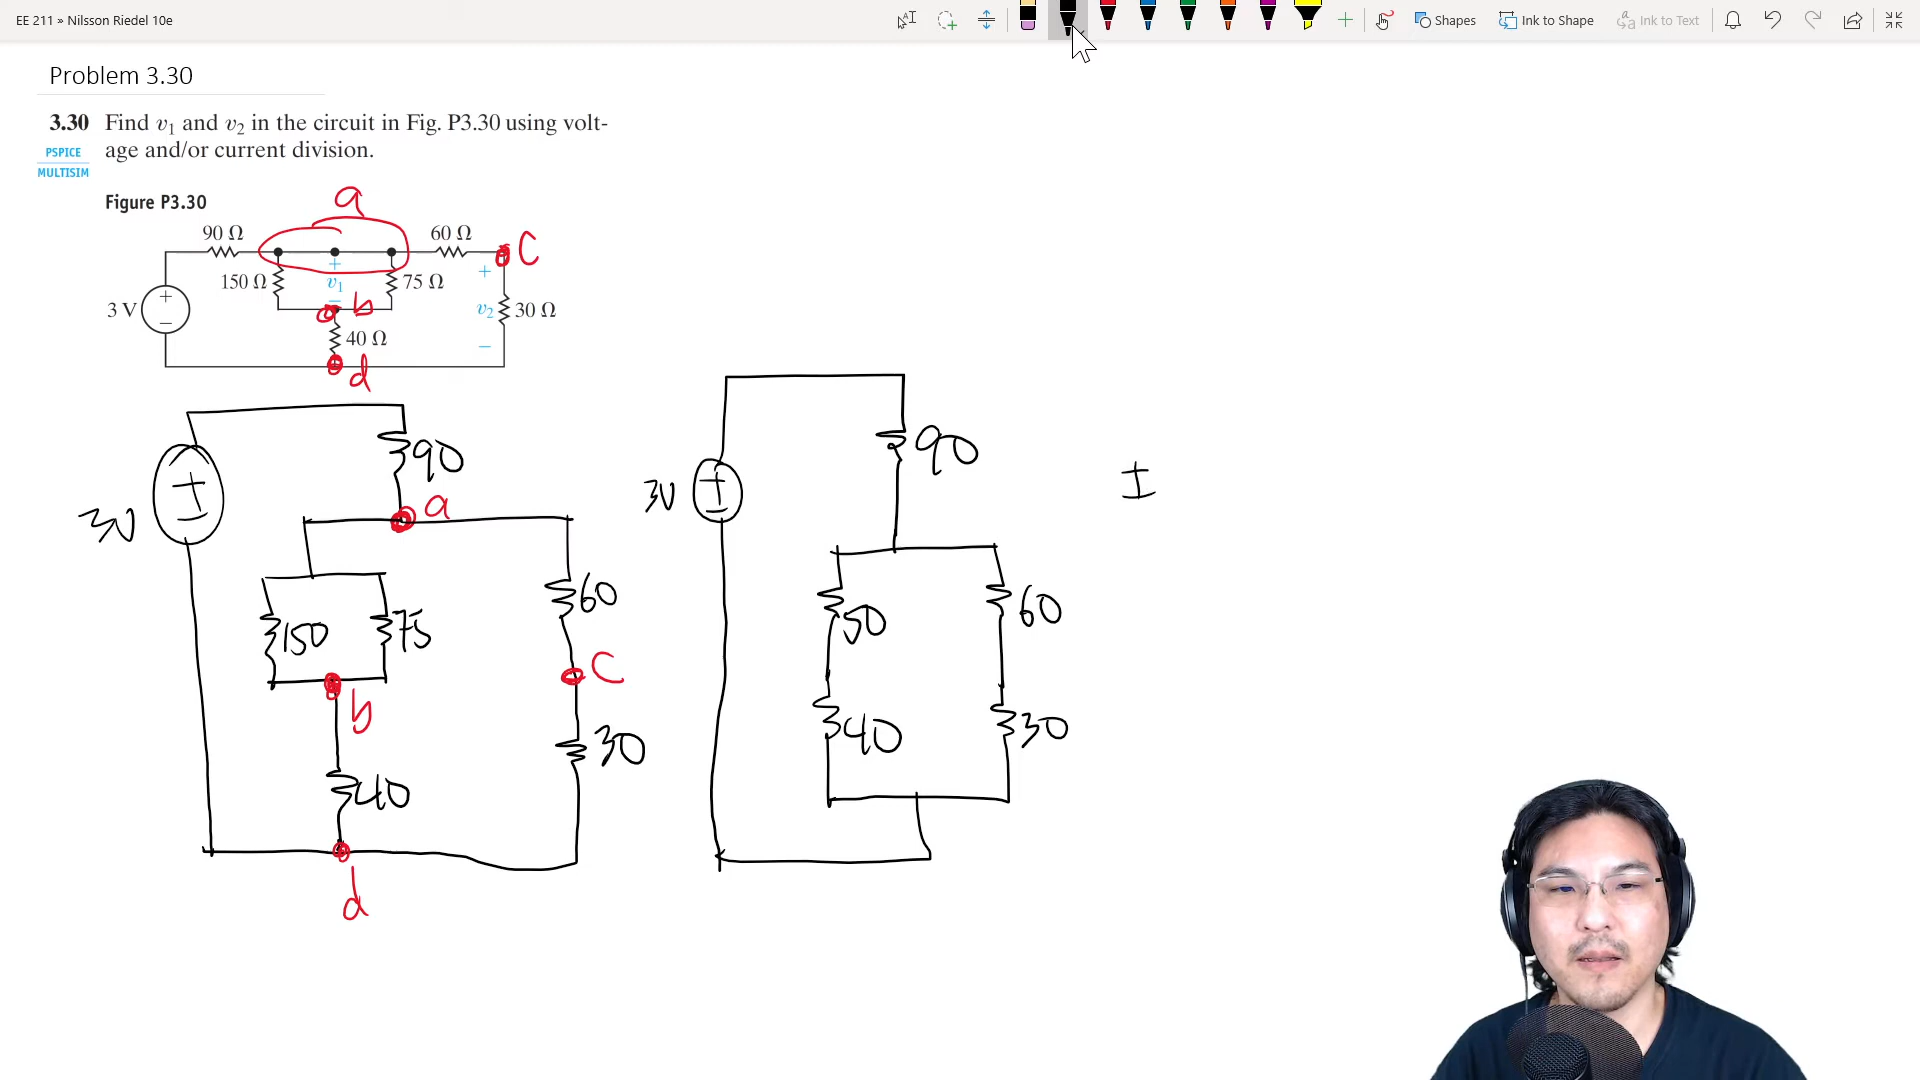 EE 211 » Nilsson Riedel 10e
Shapes
Ink to Shape
Ink to Text
Problem 3.30
3.30 Find v₁ and v₂ in the circuit in Fig. P3.30 using volt-
PSPICE age and/or current division.
MULTISIM
Figure P3.30
a
90 Ω
60 Ω
C
150 Ω
+
v₁
−
75 Ω
+
3 V
+
−
b
v₂
30 Ω
40 Ω
−
d
3V
+
−
90
a
150
75
60
C
b
40
30
d
3V
+
−
90
50
60
40
30
±